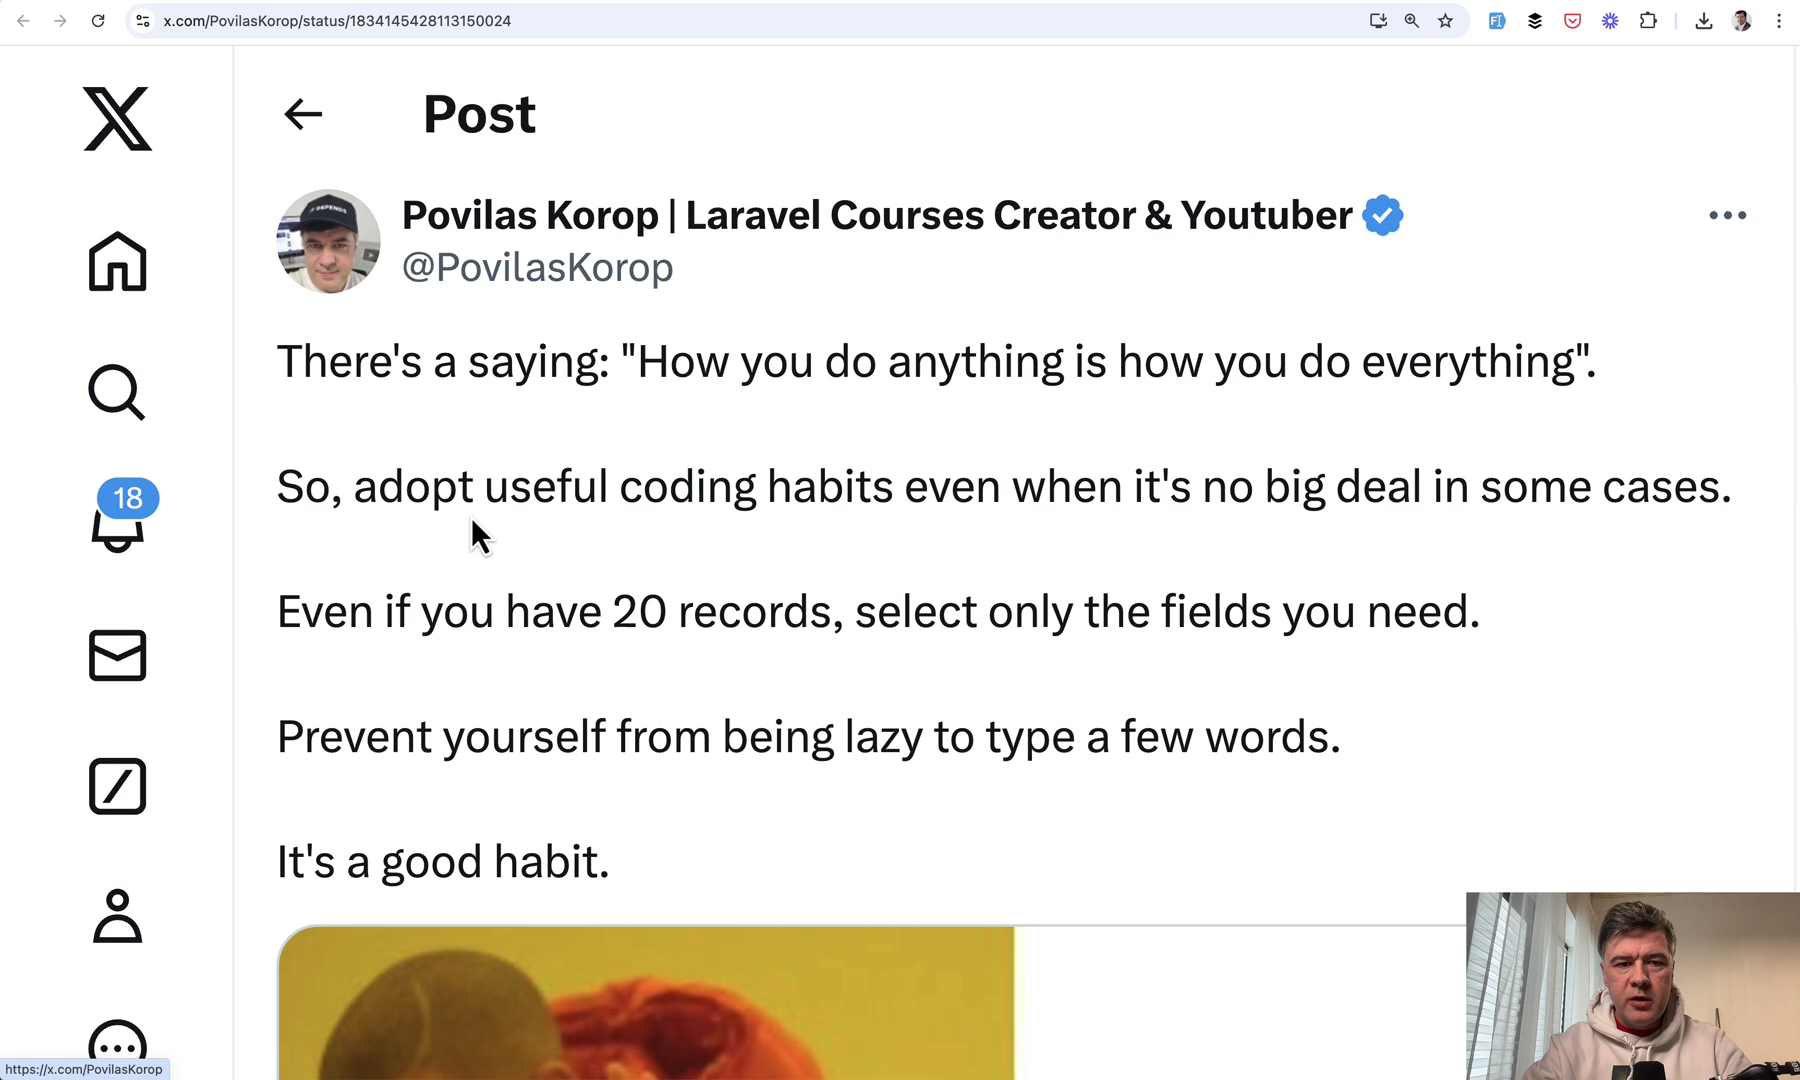 x.com/PovilasKorop/status/1834145428113150024
Post
Povilas Korop | Laravel Courses Creator & Youtuber
@PovilasKorop
There's a saying: "How you do anything is how you do everything".
So, adopt useful coding habits even when it's no big deal in some cases.
18
Even if you have 20 records, select only the fields you need.
Prevent yourself from being lazy to type a few words.
It's a good habit.
https://x.com/PovilasKorop